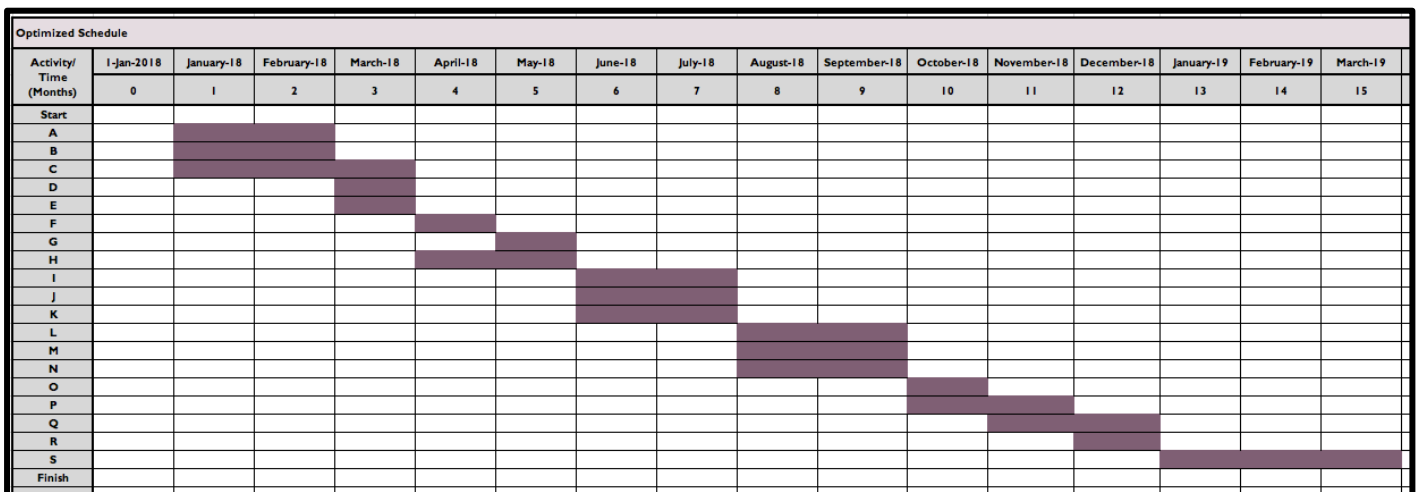 Optimized Schedule
Activity/ Time (Months) 1-Jan-2018 January-18 February-18 March-18 April-18 May-18 June-18 July-18 August-18 September-18 October-18 November-18 December-18 January-19 February-19 March-19
0 1 2 3 4 5 6 7 8 9 10 11 12 13 14 15
Start
A
B
C
D
E
F
G
H
I
J
K
L
M
N
O
P
Q
R
S
Finish